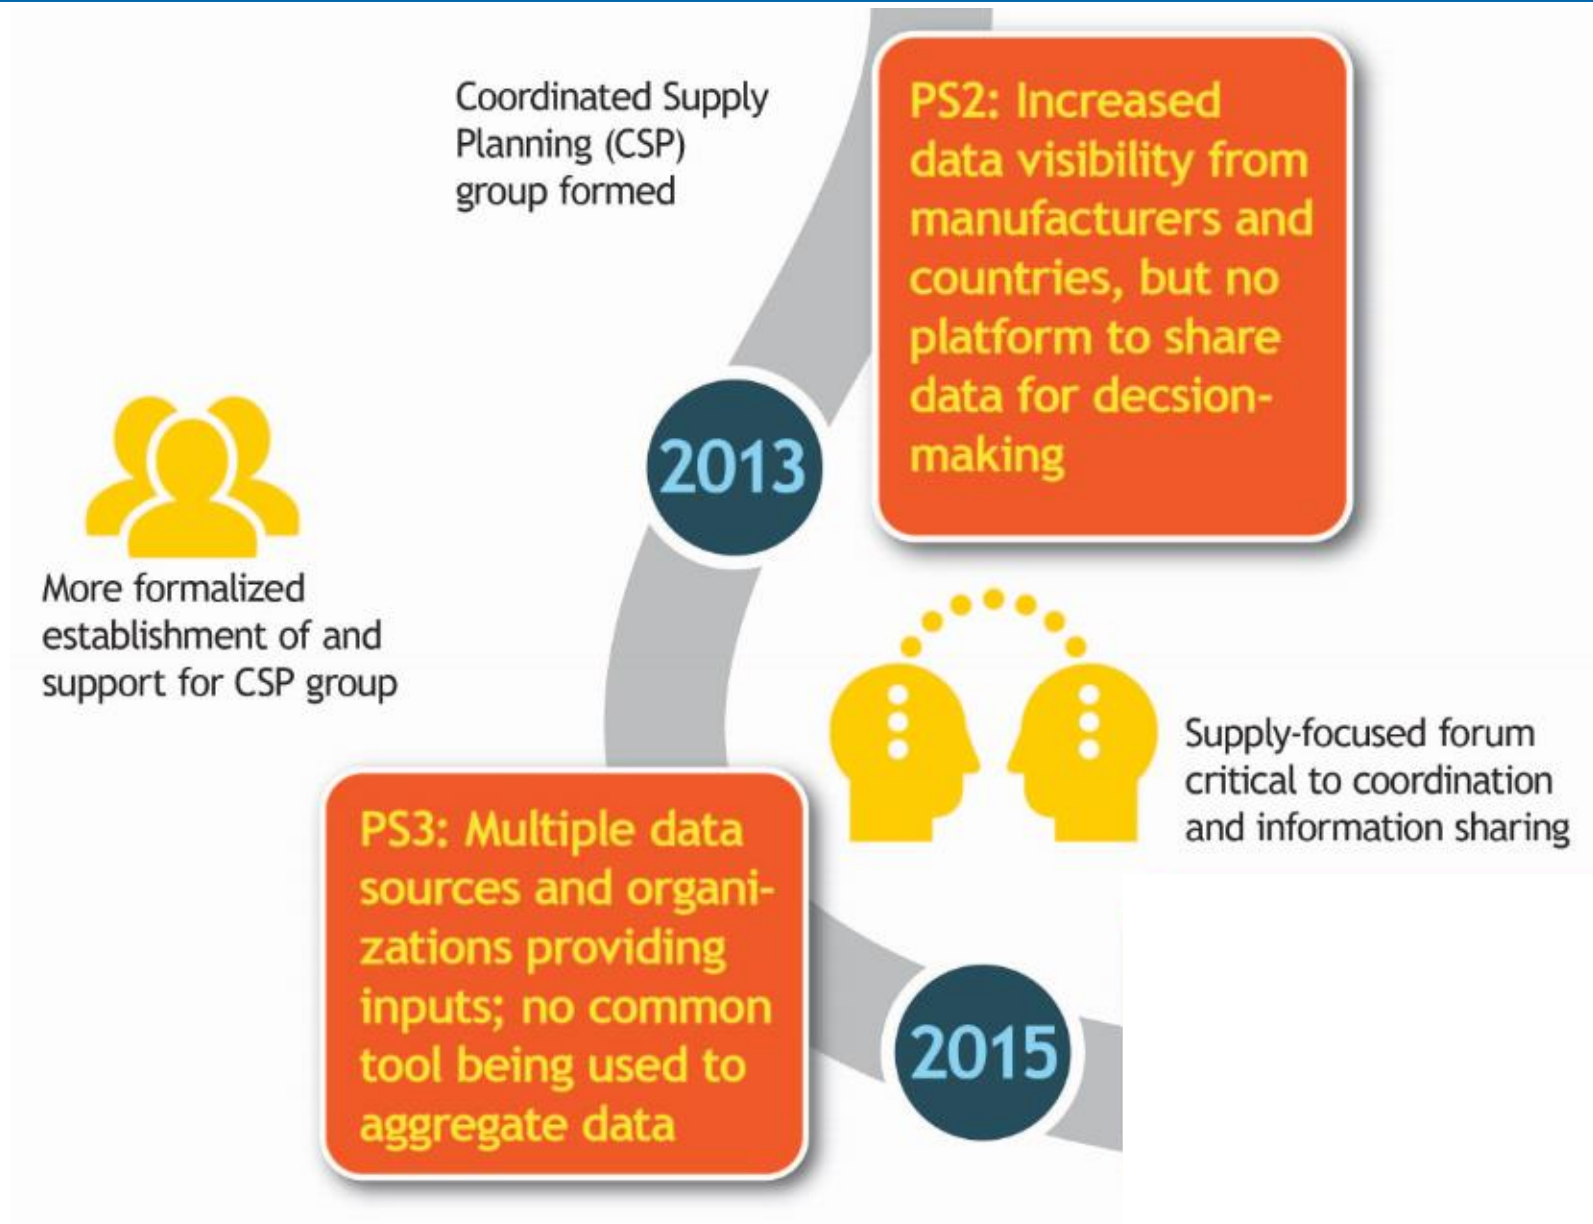 Coordinated Supply
Planning (CSP)
group formed
PS2: Increased
data visibility from
manufacturers and
countries, but no
platform to share
data for decsion-
making
2013
More formalized
establishment of and
support for CSP group
Supply-focused forum
critical to coordination
and information sharing
PS3: Multiple data
sources and organi-
zations providing
inputs; no common
tool being used to
aggregate data
2015